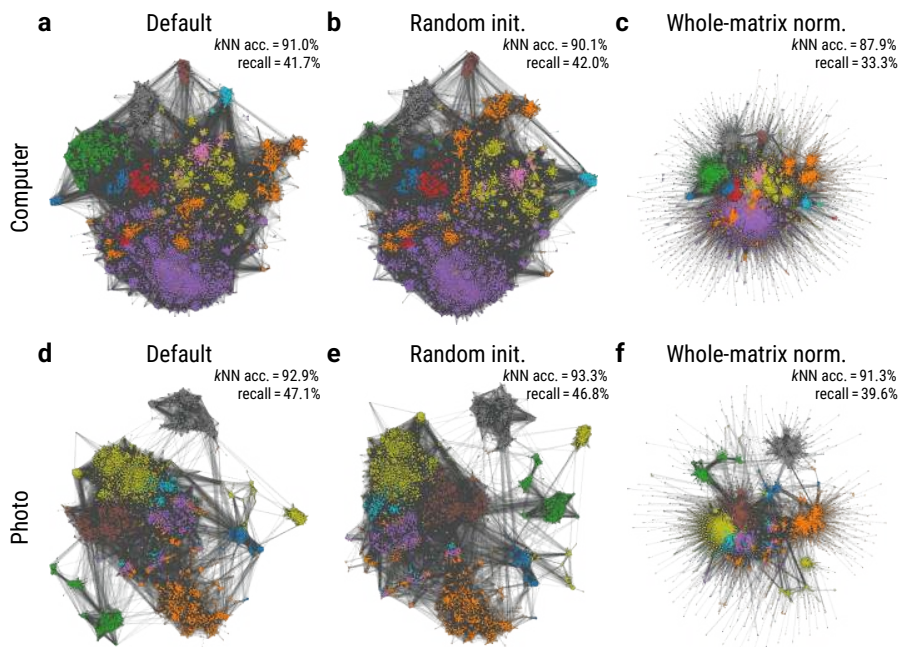 a Default
kNN acc. = 91.0%
recall = 41.7%
b Random init.
kNN acc. = 90.1%
recall = 42.0%
c Whole-matrix norm.
kNN acc. = 87.9%
recall = 33.3%
Computer
d Default
kNN acc. = 92.9%
recall = 47.1%
e Random init.
kNN acc. = 93.3%
recall = 46.8%
f Whole-matrix norm.
kNN acc. = 91.3%
recall = 39.6%
Photo